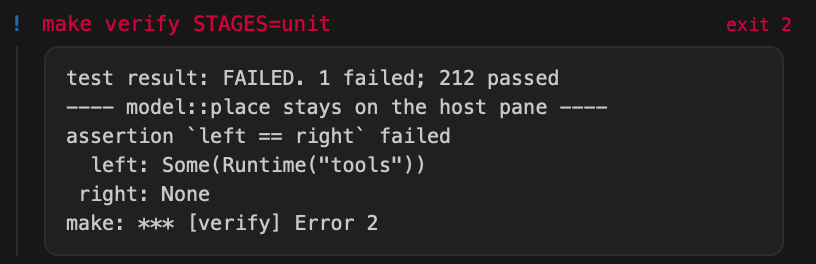 ! make verify STAGES=unit exit 2
test result: FAILED. 1 failed; 212 passed
---- model::place stays on the host pane ----
assertion `left == right` failed
  left: Some(Runtime("tools"))
 right: None
make: *** [verify] Error 2